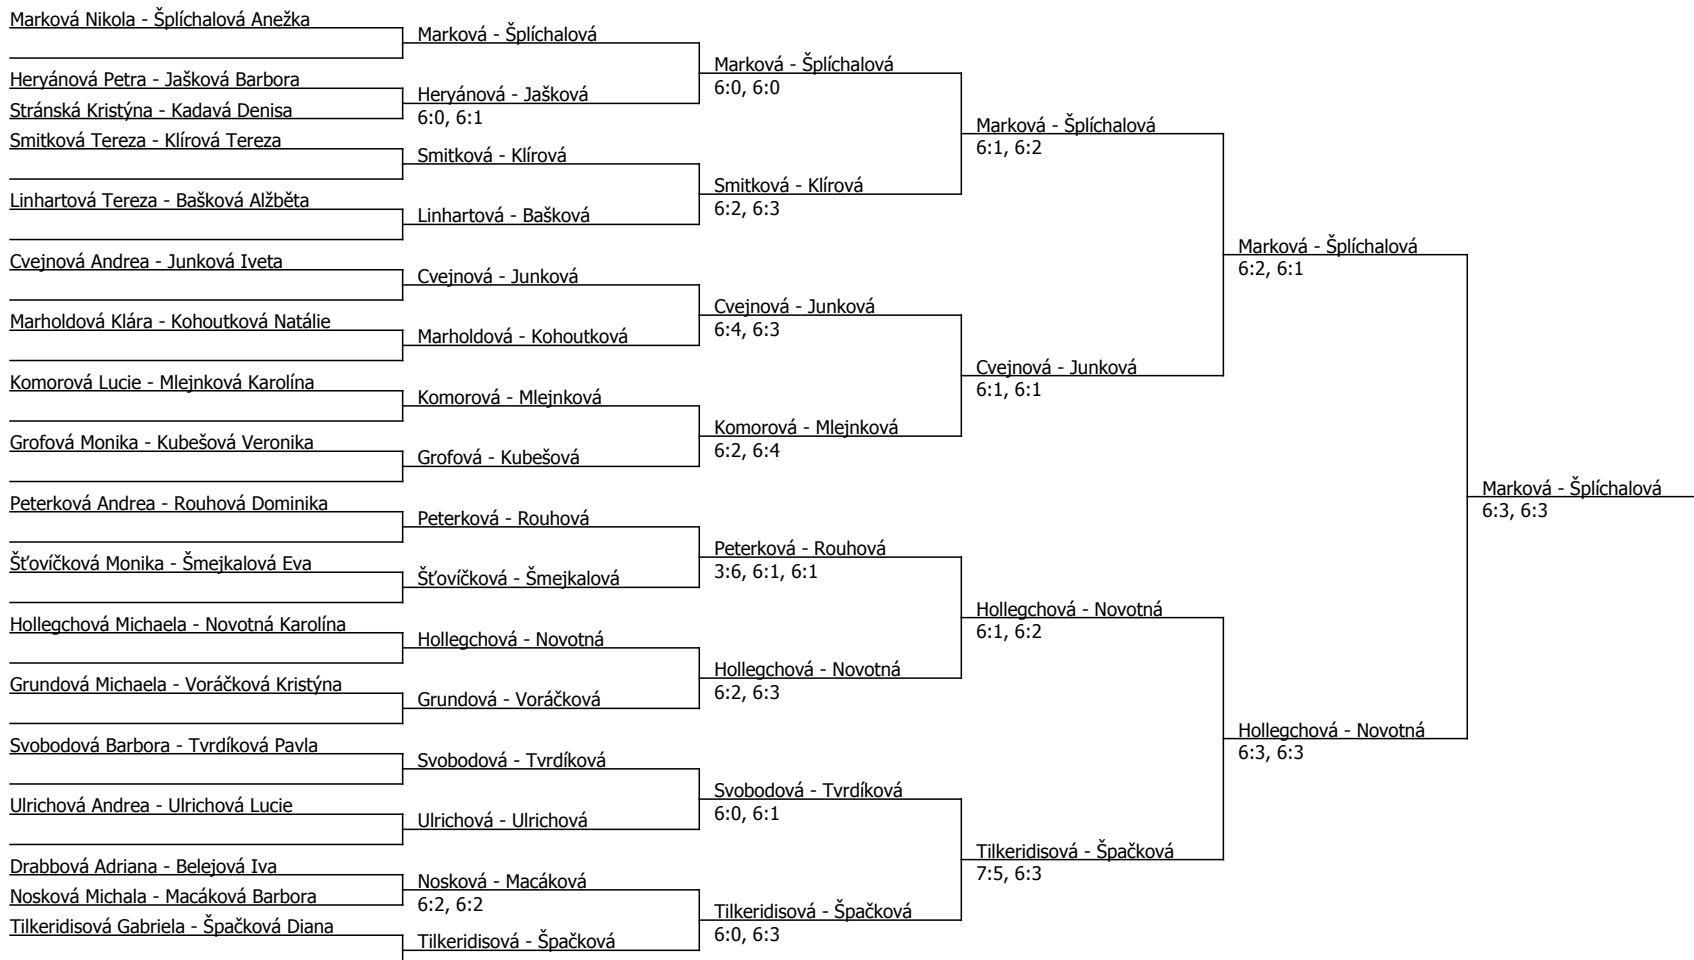 Marková Nikola - Šplíchalová Anežka
Heryánová Petra - Jašková Barbora
Stránská Kristýna - Kadavá Denisa
Smitková Tereza - Klírová Tereza
Linhartová Tereza - Bašková Alžběta
Cvejnová Andrea - Junková Iveta
Marholdová Klára - Kohoutková Natálie
Komorová Lucie - Mlejnková Karolína
Grofová Monika - Kubešová Veronika
Peterková Andrea - Rouhová Dominika
Šťovíčková Monika - Šmejkalová Eva
Hollegchová Michaela - Novotná Karolína
Grundová Michaela - Voráčková Kristýna
Svobodová Barbora - Tvrdíková Pavla
Ulrichová Andrea - Ulrichová Lucie
Drabbová Adriana - Belejová Iva
Nosková Michala - Macáková Barbora
Tilkeridisová Gabriela - Špačková Diana
Marková - Šplíchalová
Heryánová - Jašková
6:0, 6:1
Smitková - Klírová
Linhartová - Bašková
Cvejnová - Junková
Marholdová - Kohoutková
Komorová - Mlejnková
Grofová - Kubešová
Peterková - Rouhová
Šťovíčková - Šmejkalová
Hollegchová - Novotná
Grundová - Voráčková
Svobodová - Tvrdíková
Ulrichová - Ulrichová
Nosková - Macáková
6:2, 6:2
Tilkeridisová - Špačková
Marková - Šplíchalová
6:0, 6:0
Smitková - Klírová
6:2, 6:3
Cvejnová - Junková
6:4, 6:3
Komorová - Mlejnková
6:2, 6:4
Peterková - Rouhová
3:6, 6:1, 6:1
Hollegchová - Novotná
6:2, 6:3
Svobodová - Tvrdíková
6:0, 6:1
Tilkeridisová - Špačková
6:0, 6:3
Marková - Šplíchalová
6:1, 6:2
Cvejnová - Junková
6:1, 6:1
Hollegchová - Novotná
6:1, 6:2
Tilkeridisová - Špačková
7:5, 6:3
Marková - Šplíchalová
6:2, 6:1
Hollegchová - Novotná
6:3, 6:3
Marková - Šplíchalová
6:3, 6:3